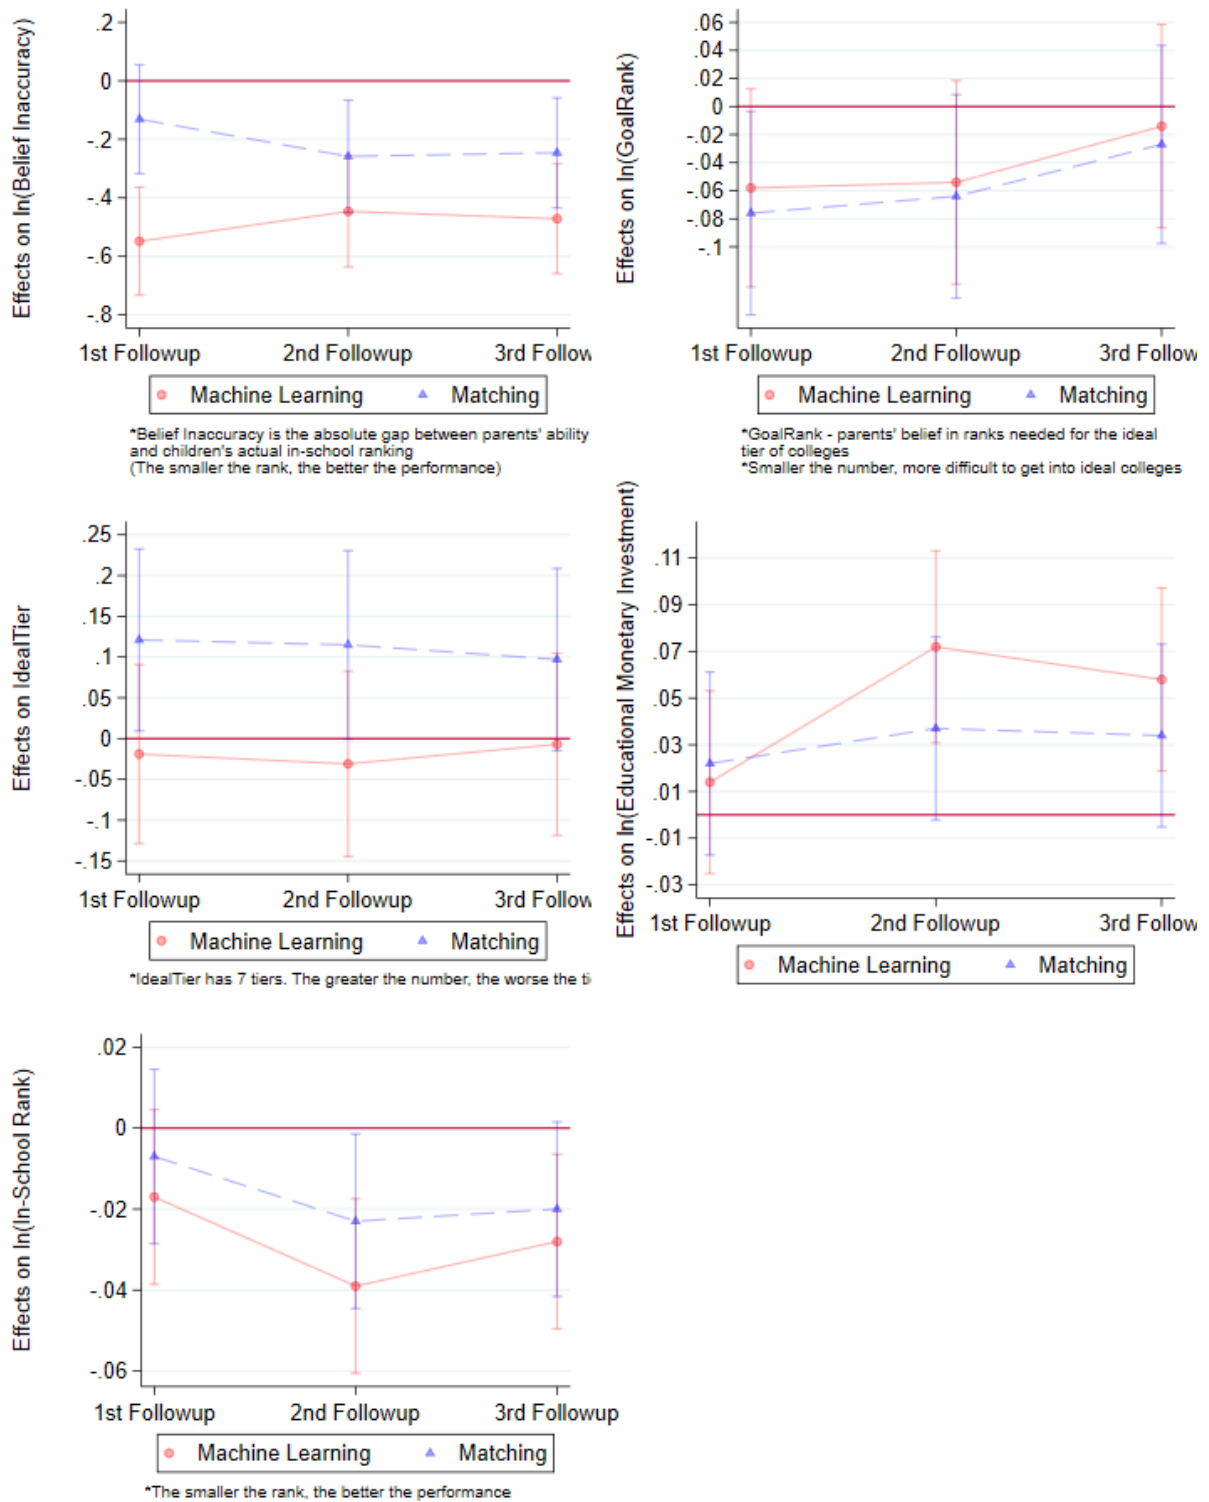 Effects on ln(Belief Inaccuracy)
.2
0
-.2
-.4
-.6
-.8
1st Followup 2nd Followup 3rd Follow
Machine Learning Matching
*Belief Inaccuracy is the absolute gap between parents' ability
and children's actual in-school ranking
(The smaller the rank, the better the performance)
Effects on ln(GoalRank)
.06
.04
.02
0
-.02
-.04
-.06
-.08
-.1
1st Followup 2nd Followup 3rd Follow
Machine Learning Matching
*GoalRank - parents' belief in ranks needed for the ideal
tier of colleges
*Smaller the number, more difficult to get into ideal colleges
Effects on IdealTier
.25
.2
.15
.1
.05
0
-.05
-.1
-.15
1st Followup 2nd Followup 3rd Follow
Machine Learning Matching
*IdealTier has 7 tiers. The greater the number, the worse the ti
Effects on ln(Educational Monetary Investment)
.11
.09
.07
.05
.03
.01
-.01
-.03
1st Followup 2nd Followup 3rd Follow
Machine Learning Matching
Effects on ln(In-School Rank)
.02
0
-.02
-.04
-.06
1st Followup 2nd Followup 3rd Followup
Machine Learning Matching
*The smaller the rank, the better the performance